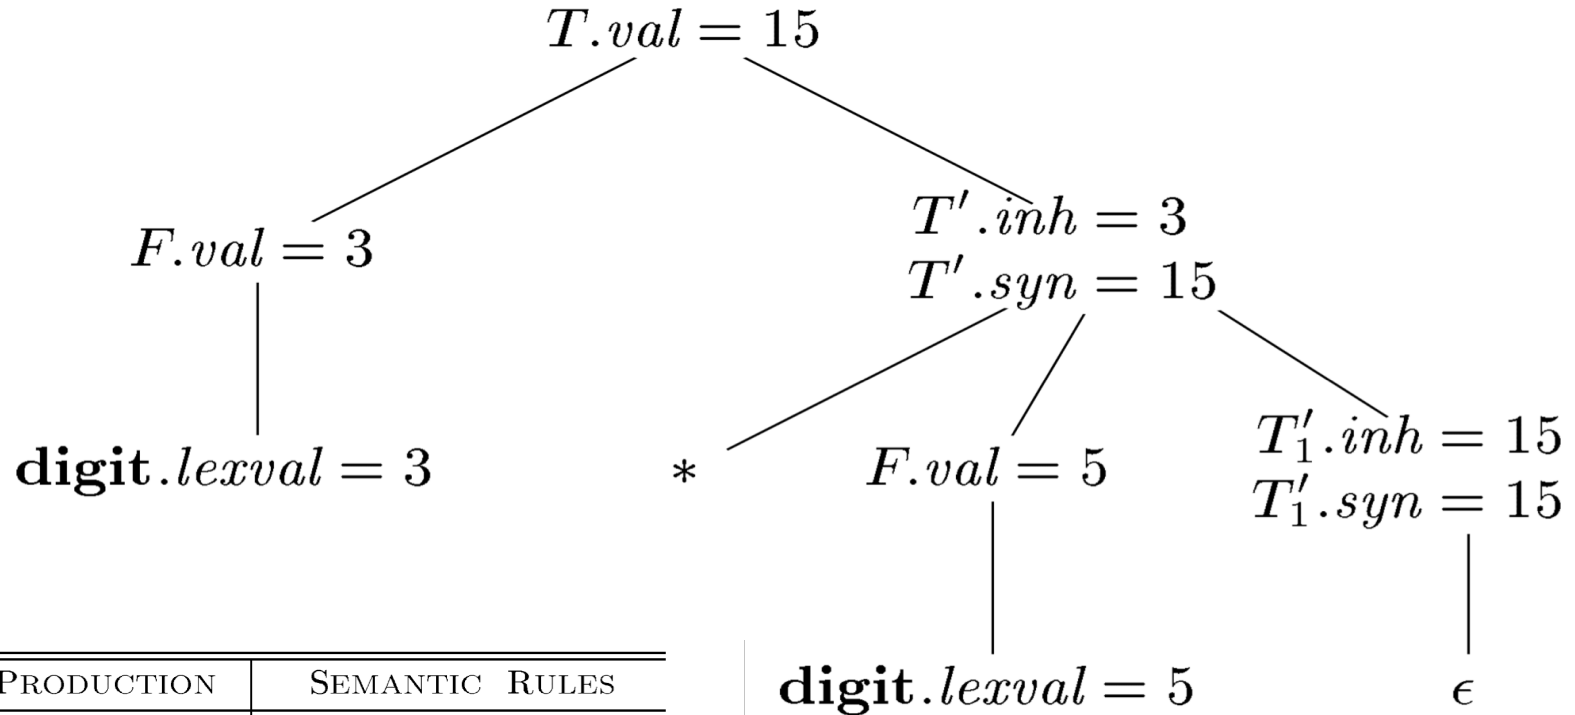 T.val = 15
F.val = 3
T′.inh = 3
T′.syn = 15
digit.lexval = 3
*
F.val = 5
T′₁.inh = 15
T′₁.syn = 15
PRODUCTION SEMANTIC RULES
digit.lexval = 5
ϵ